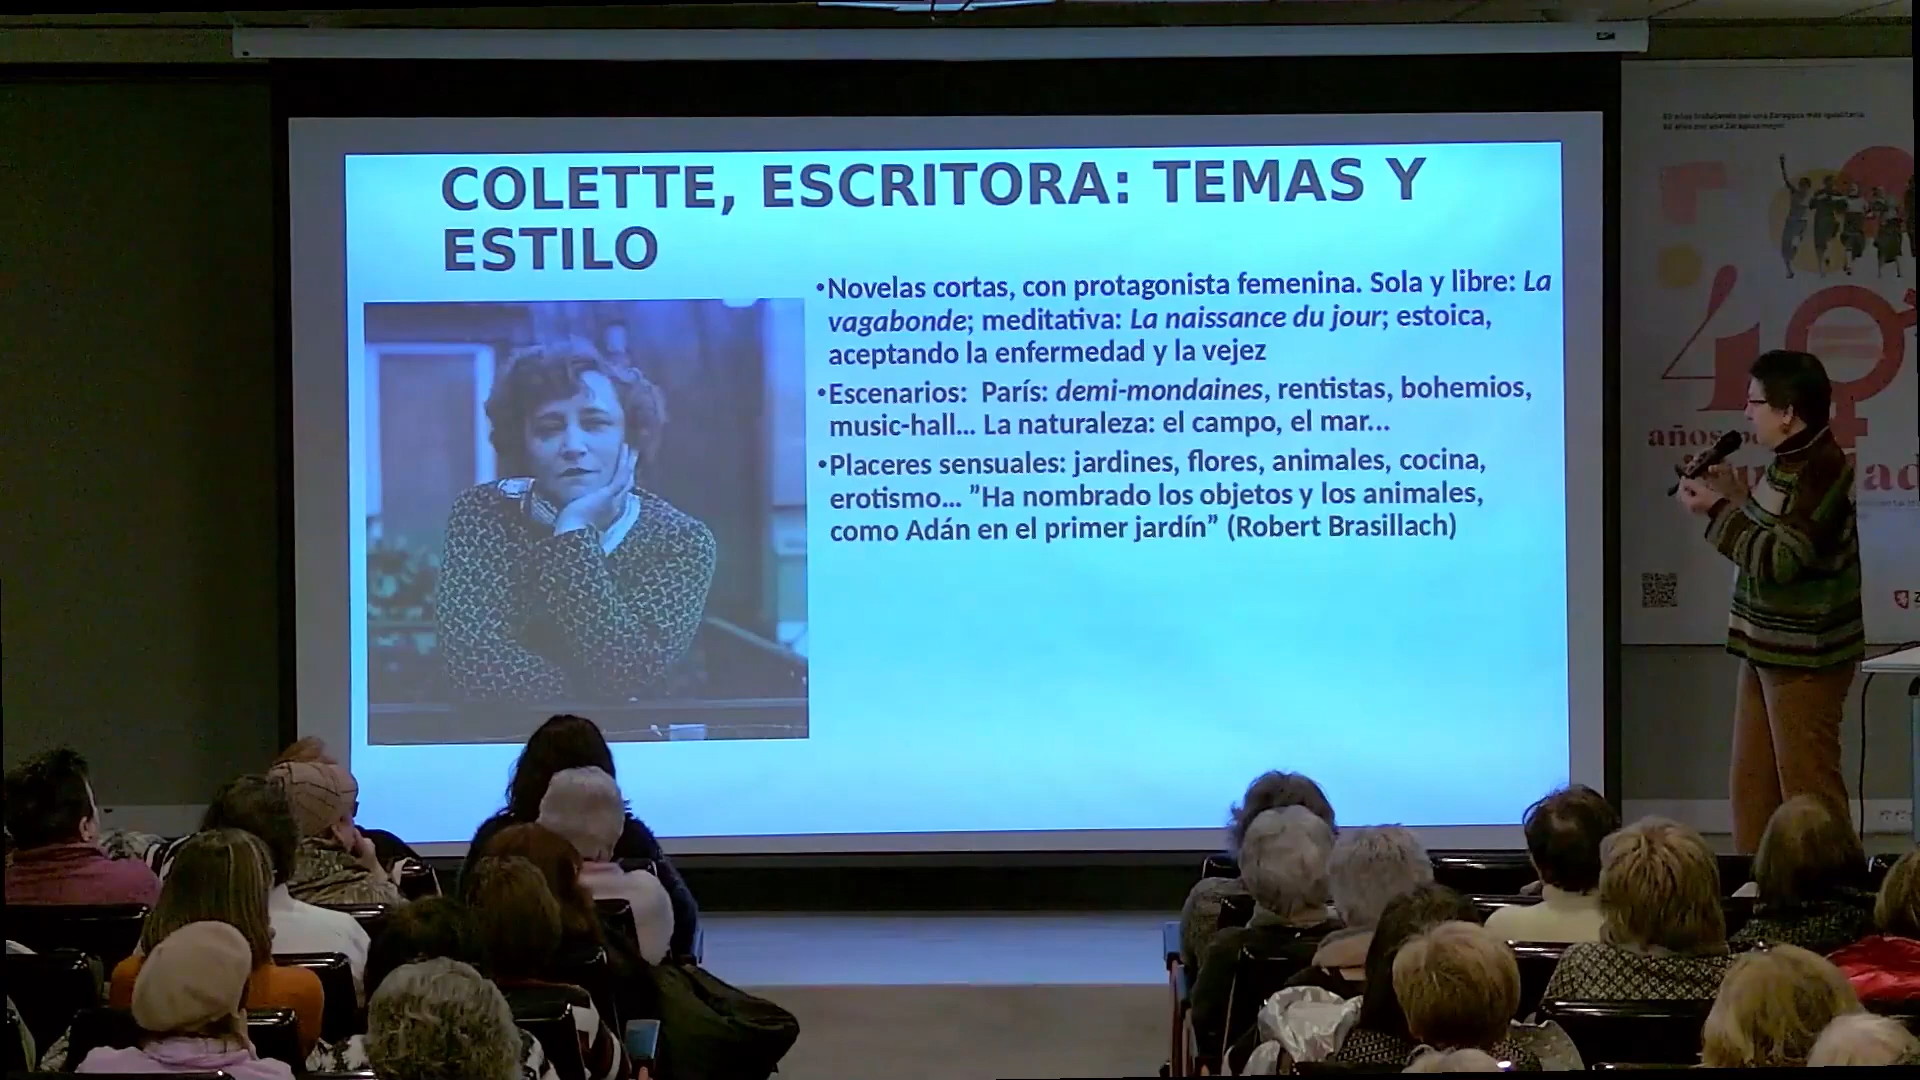 COLETTE, ESCRITORA: TEMAS Y
ESTILO
•Novelas cortas, con protagonista femenina. Sola y libre: La
vagabonde; meditativa: La naissance du jour; estoica,
aceptando la enfermedad y la vejez
•Escenarios: París: demi-mondaines, rentistas, bohemios,
music-hall... La naturaleza: el campo, el mar...
•Placeres sensuales: jardines, flores, animales, cocina,
erotismo... ”Ha nombrado los objetos y los animales,
como Adán en el primer jardín” (Robert Brasillach)
40
años